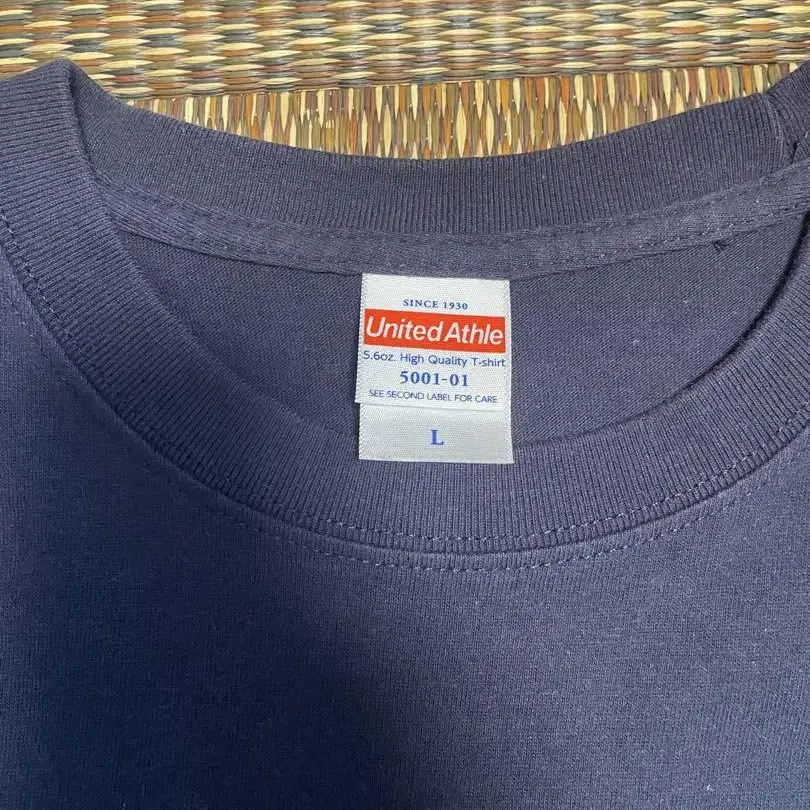 SINCE 1930
United Athle
5.6oz. High Quality T-shirt
5001-01
SEE SECOND LABEL FOR CARE
L